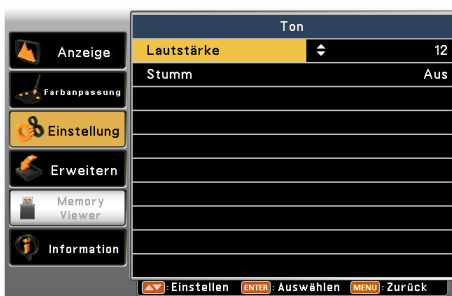 Ton
Anzeige
Farbanpassung
Einstellung
Erweitern
Memory
Viewer
Information
Lautstärke 12
Stumm Aus
:Einstellen ENTER :Auswählen MENU :Zurück